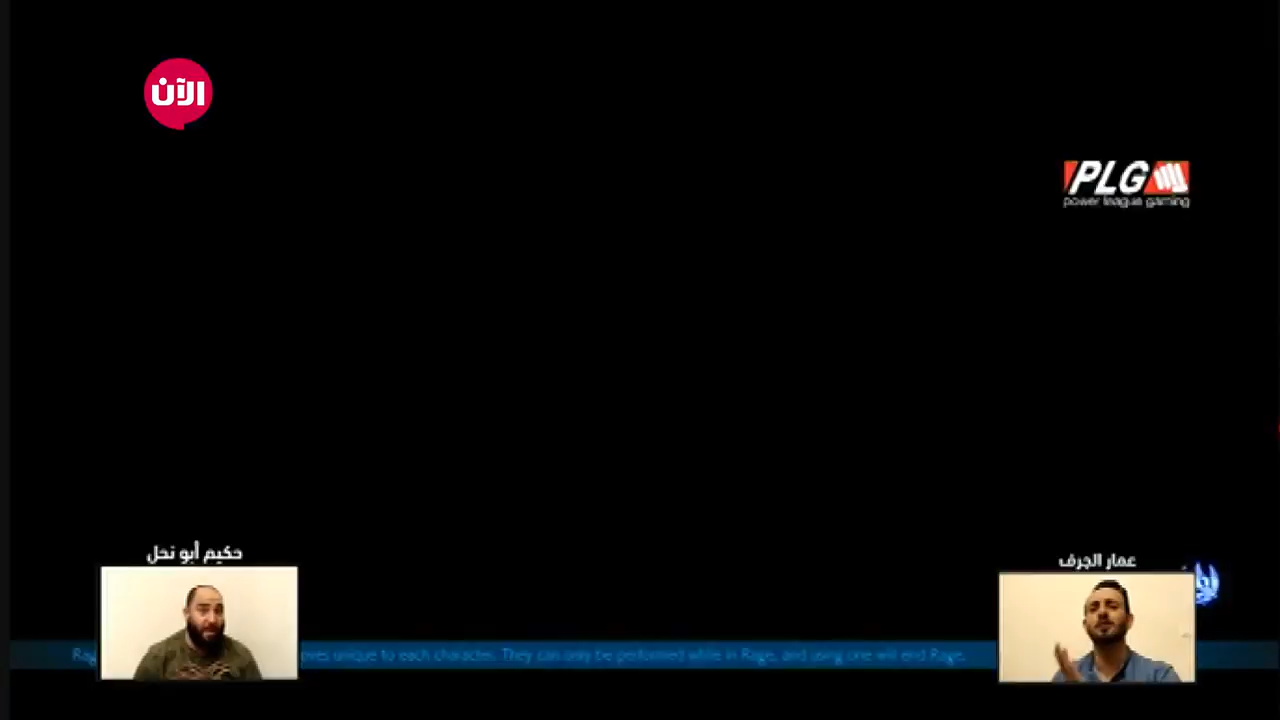 الآن
PLG
power league gaming
حكيم أبو نحل
عمار الجرف
unique to each character. They can only be performed while in Rage, and using one will end Rage.